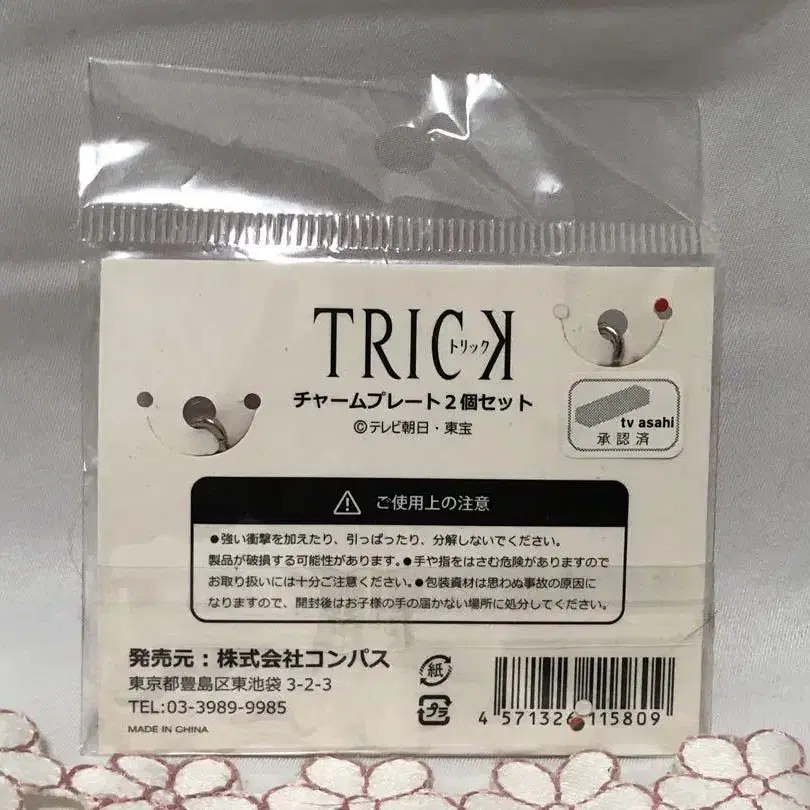 TRICK
トリック
チャームプレート2個セット
©テレビ朝日・東宝
tv asahi
承認済
⚠ ご使用上の注意
●強い衝撃を加えたり、引っぱったり、分解しないでください。
製品が破損する可能性があります。●手や指をはさむ危険がありますので
お取り扱いには十分ご注意ください。●包装資材は思わぬ事故の原因に
なりますので、開封後はお子様の手の届かない場所に処分してください。
発売元:株式会社コンパス
東京都豊島区東池袋 3-2-3
TEL:03-3989-9985
MADE IN CHINA
紙
プラ
4 571326 115809